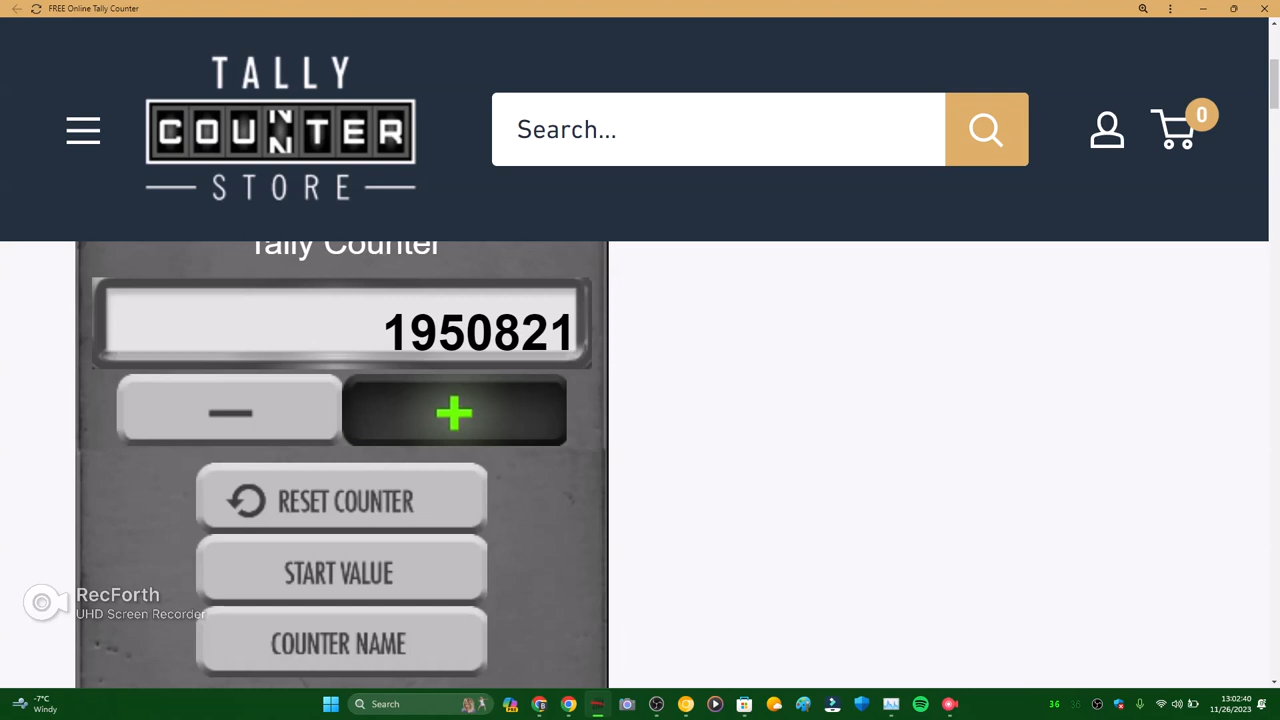 FREE Online Tally Counter
TALLY
COUNTER
STORE
Search...
0
Tally Counter
1950821
RESET COUNTER
START VALUE
COUNTER NAME
RecForth
UHD Screen Recorder
-7°C
Windy
Search
36
36
13:02:40
11/26/2023